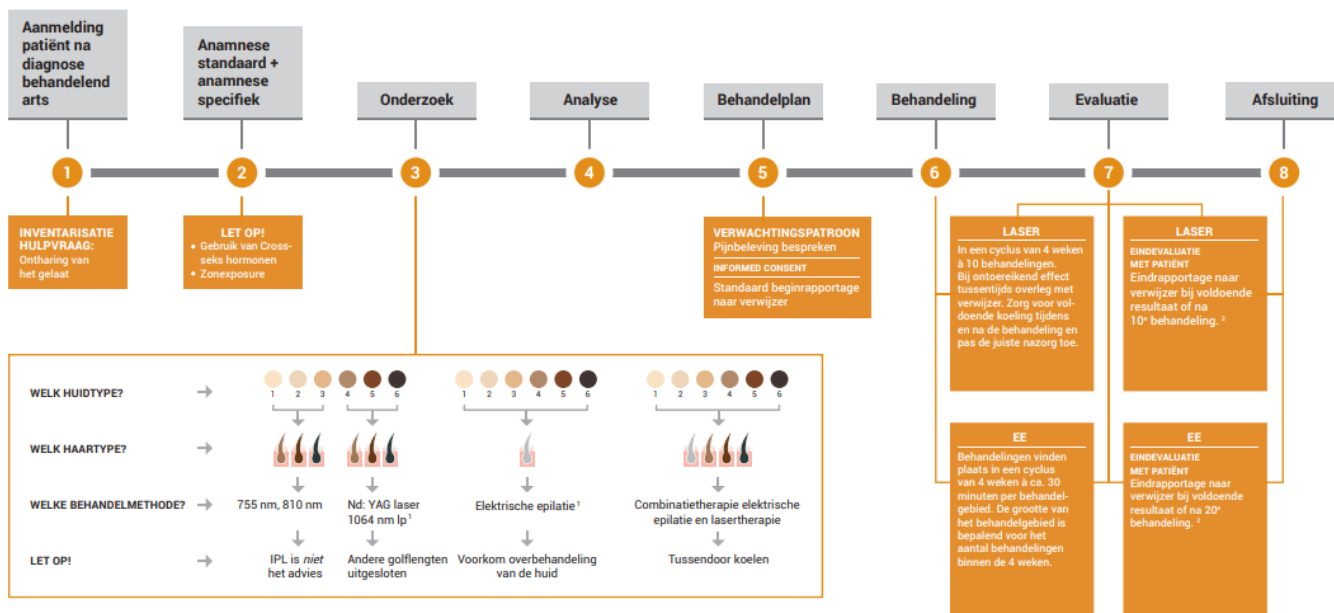 Aanmelding
patiënt na
diagnose
behandelend
arts
Anamnese
standaard +
anamnese
specifiek
Onderzoek
Analyse
Behandelplan
Behandeling
Evaluatie
Afsluiting
1
2
3
4
5
6
7
8
INVENTARISATIE
HULPVRAAG:
Ontharing van
het gelaat
LET OP!
• Gebruik van Cross-
seks hormonen
• Zonexposure
VERWACHTINGSPATROON
Pijnbeleving bespreken
INFORMED CONSENT
Standaard beginrapportage
naar verwijzer
LASER
In een cyclus van 4 weken
à 10 behandelingen.
Bij ontoereikend effect
tussentijds overleg met
verwijzer. Zorg voor vol-
doende koeling tijdens
en na de behandeling en
pas de juiste nazorg toe.
LASER
EINDEVALUATIE
MET PATIËNT
Eindrapportage naar
verwijzer bij voldoende
resultaat of na
10e behandeling. 2
WELK HUIDTYPE?
1 2 3 4 5 6
1 2 3 4 5 6
1 2 3 4 5 6
WELK HAARTYPE?
WELKE BEHANDELMETHODE?
755 nm, 810 nm
Nd: YAG laser
1064 nm lp1
Elektrische epilatie1
Combinatietherapie elektrische
epilatie en lasertherapie
LET OP!
IPL is niet
het advies
Andere golflengten
uitgesloten
Voorkom overbehandeling
van de huid
Tussendoor koelen
EE
Behandelingen vinden
plaats in een cyclus
van 4 weken à ca. 30
minuten per behandel-
gebied. De grootte van
het behandelgebied is
bepalend voor het
aantal behandelingen
binnen de 4 weken.
EE
EINDEVALUATIE
MET PATIËNT
Eindrapportage naar
verwijzer bij voldoende
resultaat of na 20e
behandeling. 2